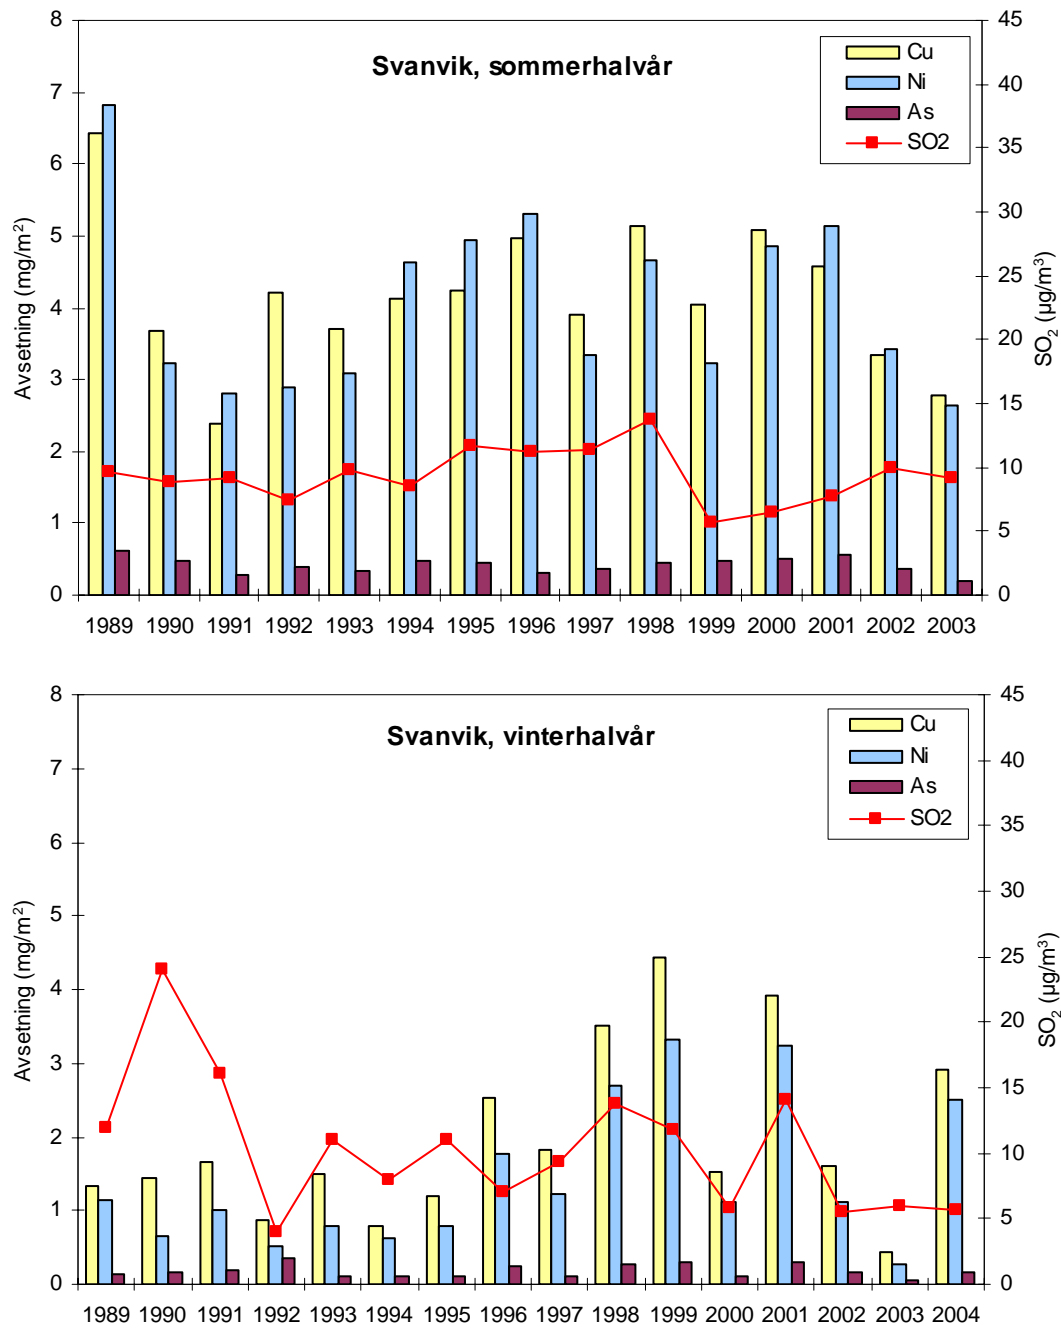 Svanvik, sommerhalvår
Cu
Ni
As
SO2
8
7
6
5
4
3
2
1
0
Avsetning (mg/m²)
45
40
35
30
25
20
15
10
5
0
SO₂ (µg/m³)
1989 1990 1991 1992 1993 1994 1995 1996 1997 1998 1999 2000 2001 2002 2003
Svanvik, vinterhalvår
Cu
Ni
As
SO2
8
7
6
5
4
3
2
1
0
Avsetning (mg/m²)
45
40
35
30
25
20
15
10
5
0
SO₂ (µg/m³)
1989 1990 1991 1992 1993 1994 1995 1996 1997 1998 1999 2000 2001 2002 2003 2004